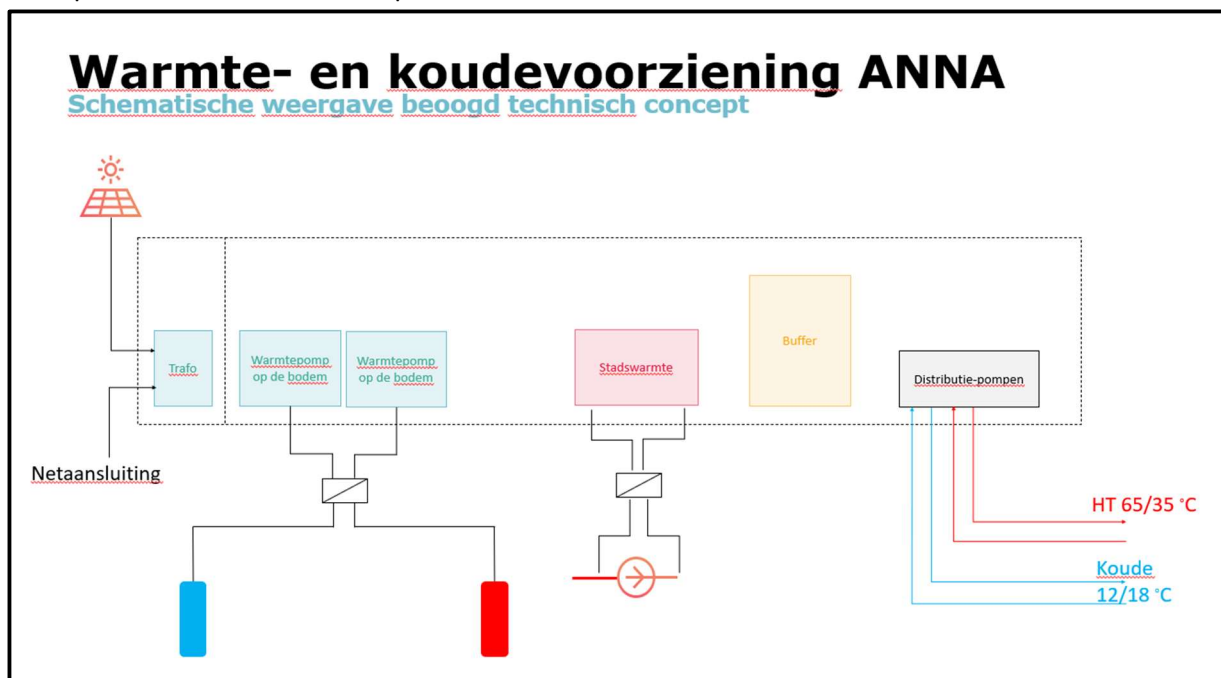 Warmte- en koudevoorziening ANNA
Schematische weergave beoogd technisch concept
Trafo
Warmtepomp
op de bodem
Warmtepomp
op de bodem
Stadswarmte
Buffer
Distributie-pompen
Netaansluiting
HT 65/35 °C
Koude
12/18 °C